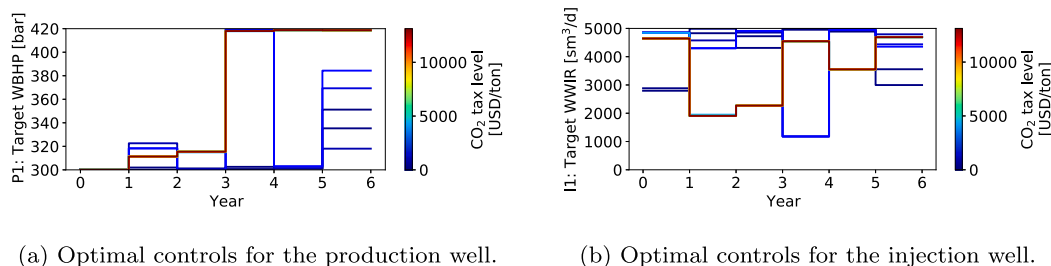 P1: Target WBHP [bar]
420
400
380
360
340
320
300
0 1 2 3 4 5 6
Year
10000
5000
0
CO₂ tax level
[USD/ton]
(a) Optimal controls for the production well.
I1: Target WWIR [sm³/d]
5000
4000
3000
2000
1000
0
0 1 2 3 4 5 6
Year
10000
5000
0
CO₂ tax level
[USD/ton]
(b) Optimal controls for the injection well.